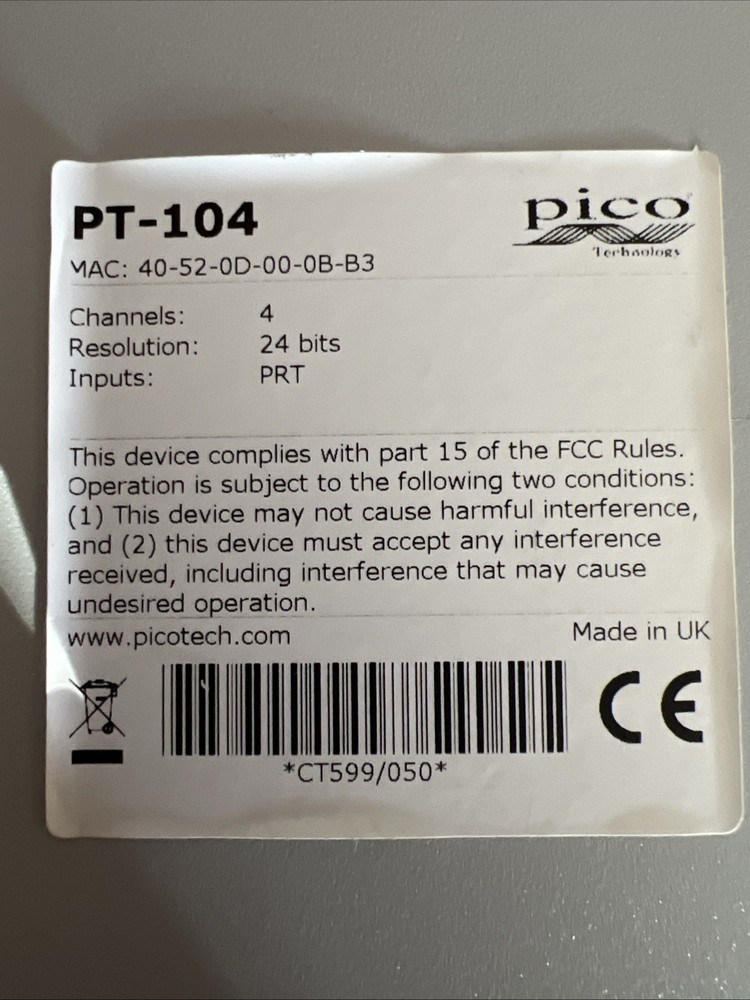 PT-104
pico
Technology
MAC: 40-52-0D-00-0B-B3
Channels: 4
Resolution: 24 bits
Inputs: PRT
This device complies with part 15 of the FCC Rules.
Operation is subject to the following two conditions:
(1) This device may not cause harmful interference,
and (2) this device must accept any interference
received, including interference that may cause
undesired operation.
www.picotech.com Made in UK
CE
*CT599/050*